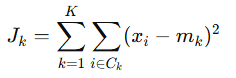 J_k = \sum_{k=1}^{K} \sum_{i \in C_k} (x_i - m_k)^2